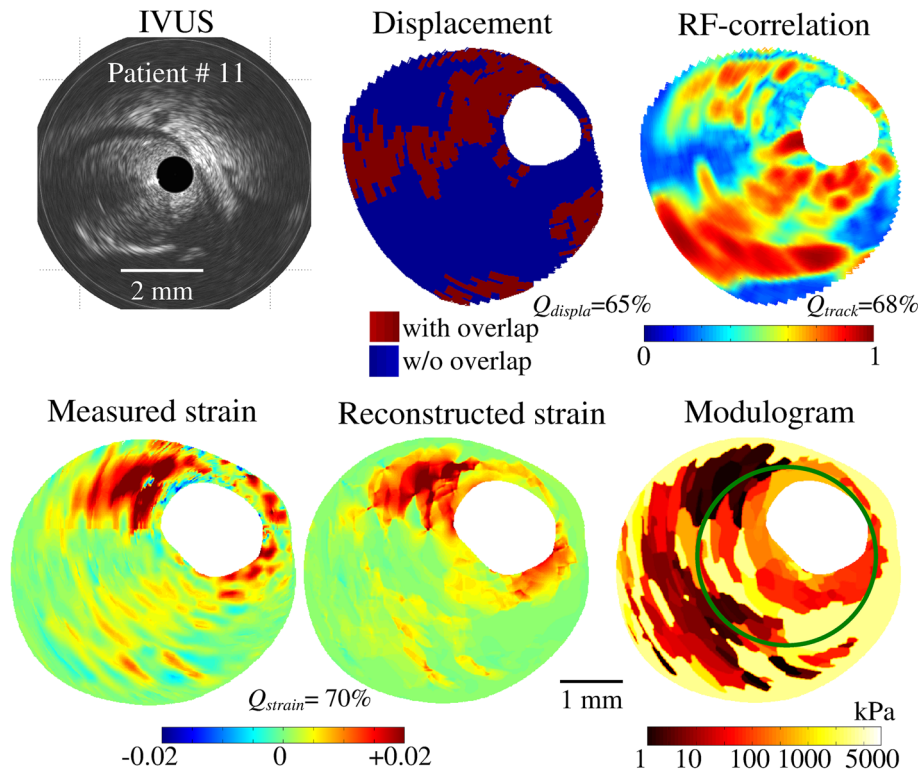 IVUS
Displacement
RF-correlation
Patient # 11
2 mm
Q_displa=65%
Q_track=68%
with overlap
w/o overlap
0 1
Measured strain
Reconstructed strain
Modulogram
Q_strain= 70%
1 mm
kPa
-0.02 0 +0.02
1 10 100 1000 5000